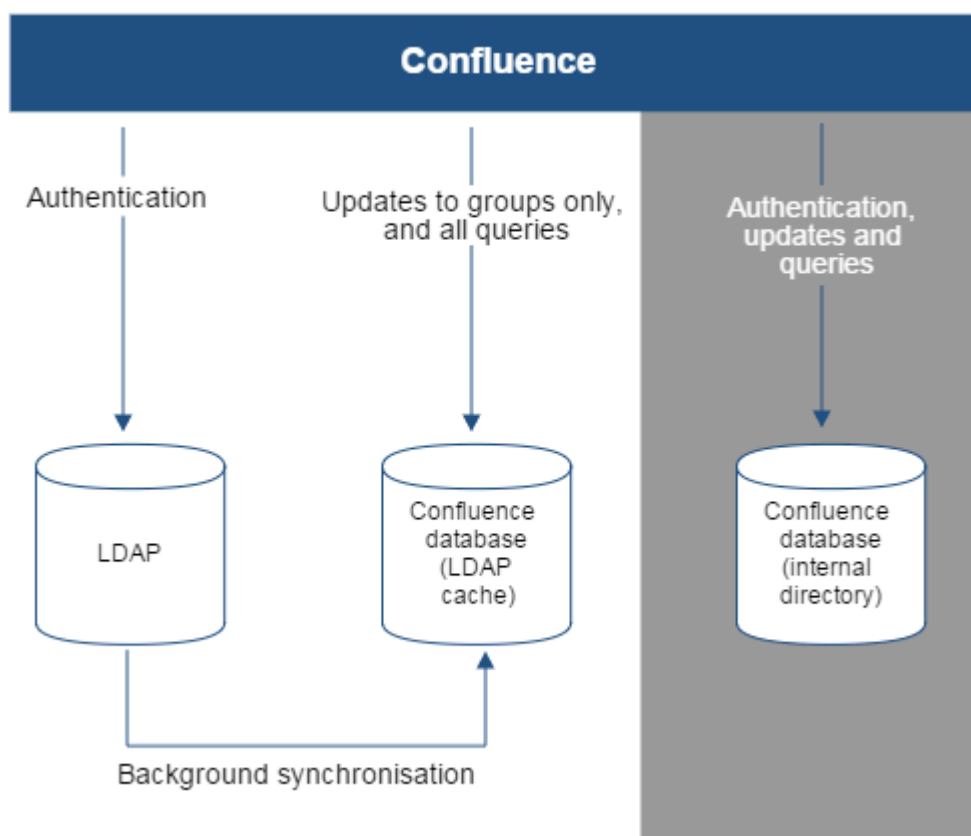 Confluence
Authentication
Updates to groups only,
and all queries
Authentication,
updates and
queries
LDAP
Confluence
database
(LDAP
cache)
Confluence
database
(internal
directory)
Background synchronisation